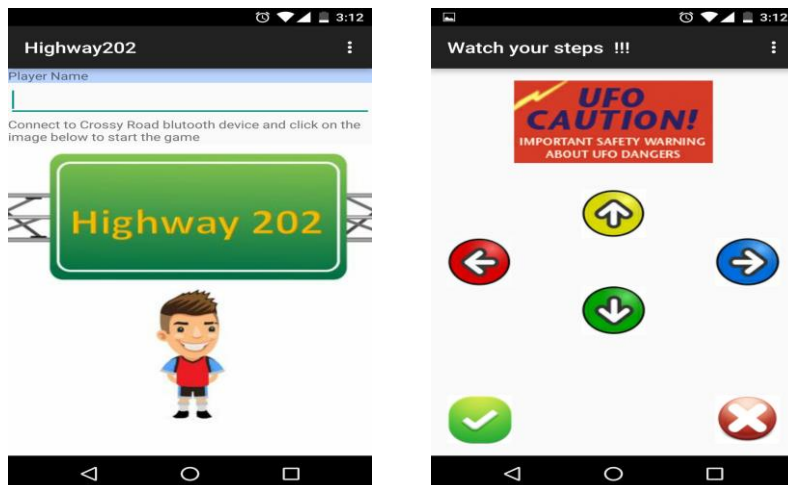 3:12
Highway202
Player Name
Connect to Crossy Road blutooth device and click on the
image below to start the game
Highway 202
3:12
Watch your steps !!!
UFO
CAUTION!
IMPORTANT SAFETY WARNING
ABOUT UFO DANGERS